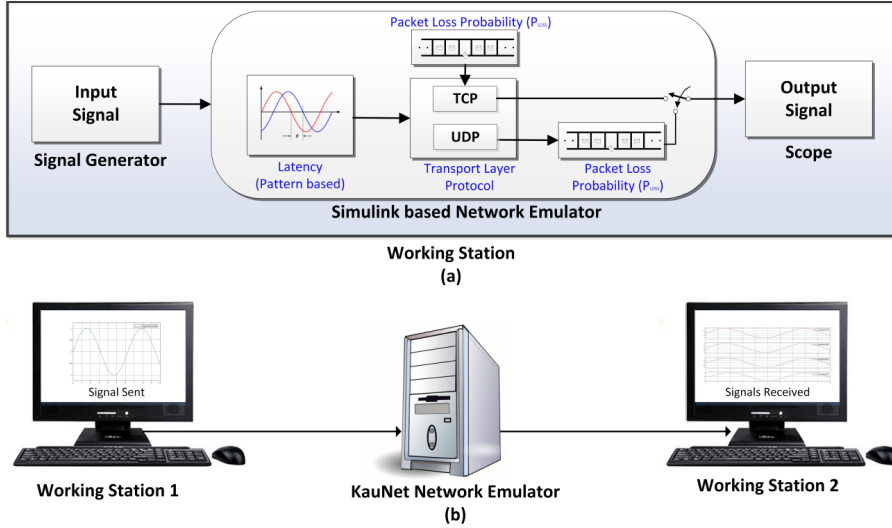 Packet Loss Probability (PLOSS)
Input
Signal
Signal Generator
TCP
UDP
Output
Signal
Scope
Latency
(Pattern based)
Transport Layer
Protocol
Packet Loss
Probability (PLOSS)
Simulink based Network Emulator
Working Station
(a)
Signal Sent
Signals Received
Working Station 1
KauNet Network Emulator
Working Station 2
(b)